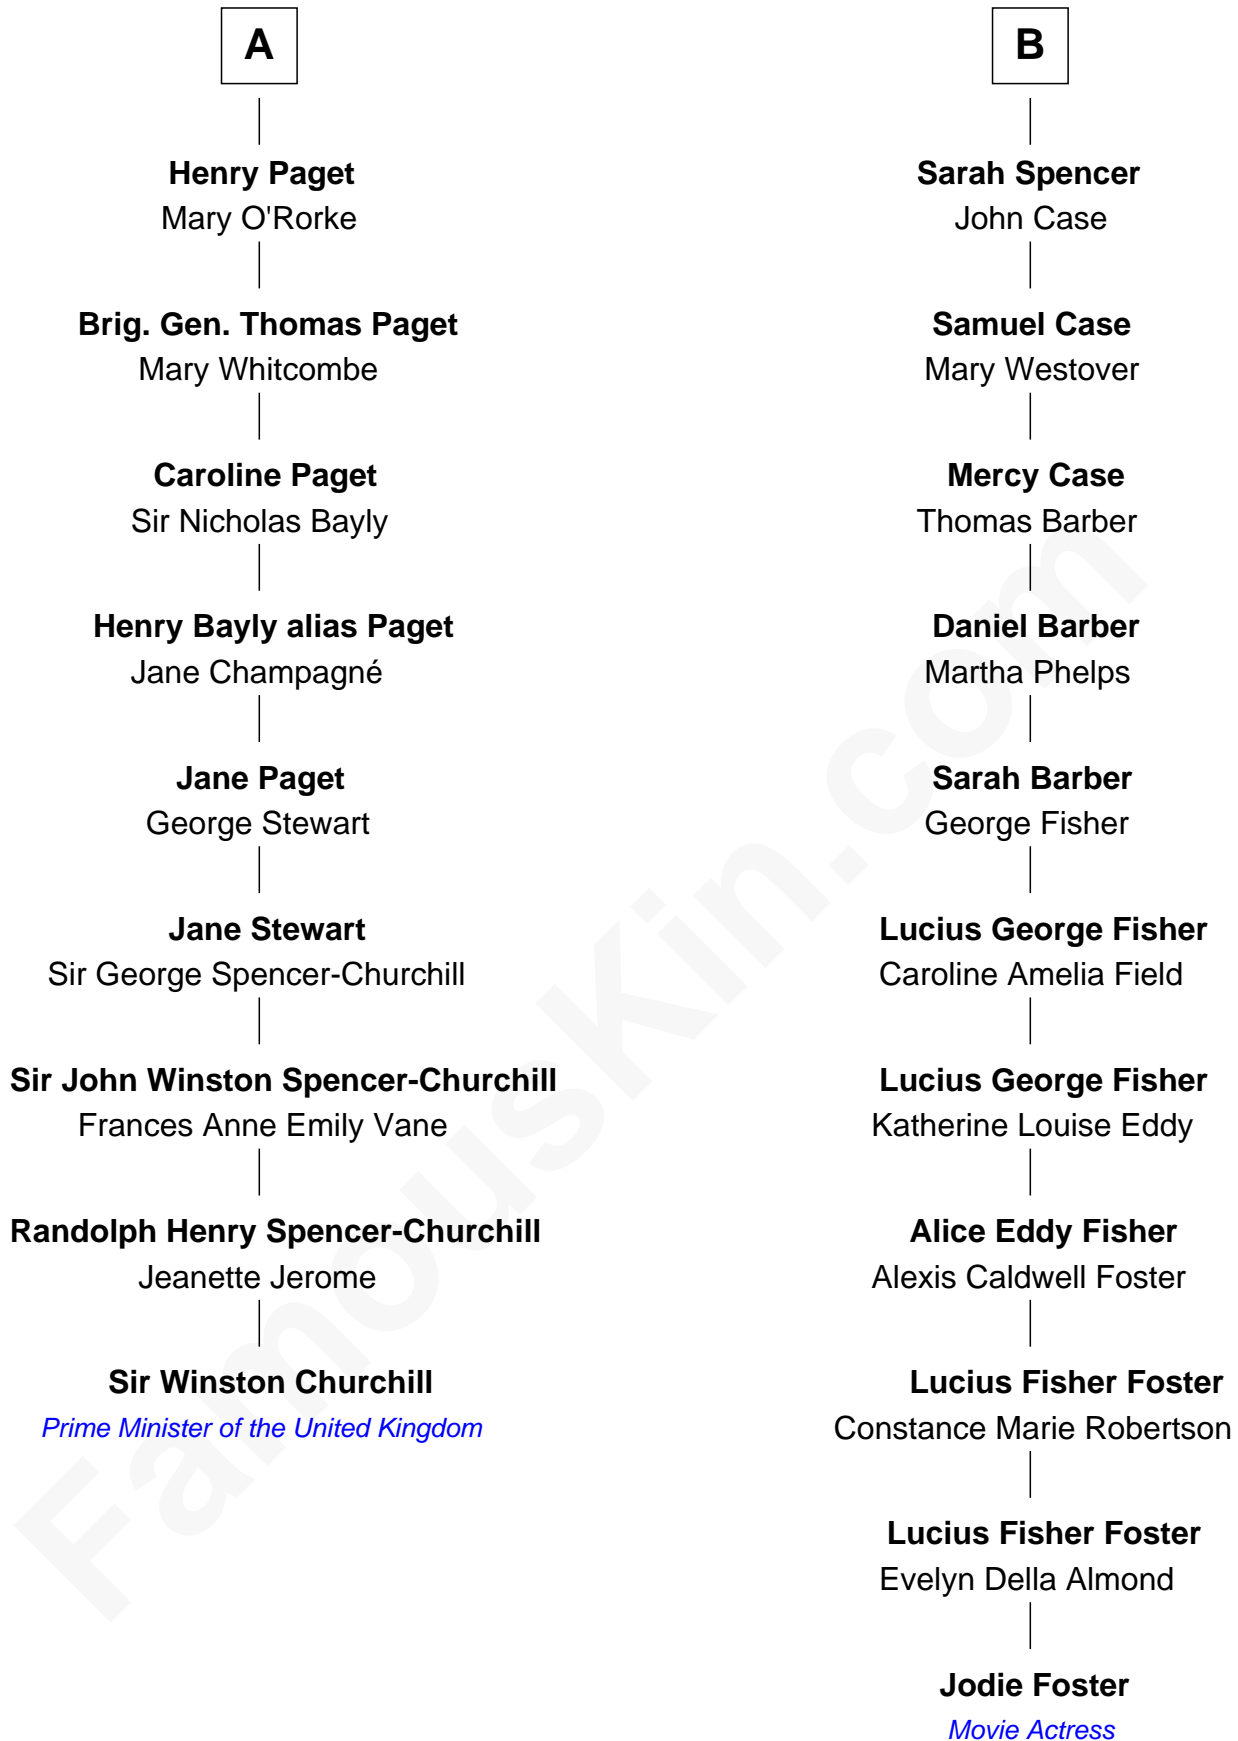 A
Henry Paget
Mary O'Rorke
Brig. Gen. Thomas Paget
Mary Whitcombe
Caroline Paget
Sir Nicholas Bayly
Henry Bayly alias Paget
Jane Champagné
Jane Paget
George Stewart
Jane Stewart
Sir George Spencer-Churchill
Sir John Winston Spencer-Churchill
Frances Anne Emily Vane
Randolph Henry Spencer-Churchill
Jeanette Jerome
Sir Winston Churchill
Prime Minister of the United Kingdom
B
Sarah Spencer
John Case
Samuel Case
Mary Westover
Mercy Case
Thomas Barber
Daniel Barber
Martha Phelps
Sarah Barber
George Fisher
Lucius George Fisher
Caroline Amelia Field
Lucius George Fisher
Katherine Louise Eddy
Alice Eddy Fisher
Alexis Caldwell Foster
Lucius Fisher Foster
Constance Marie Robertson
Lucius Fisher Foster
Evelyn Della Almond
Jodie Foster
Movie Actress
FamousKin.com